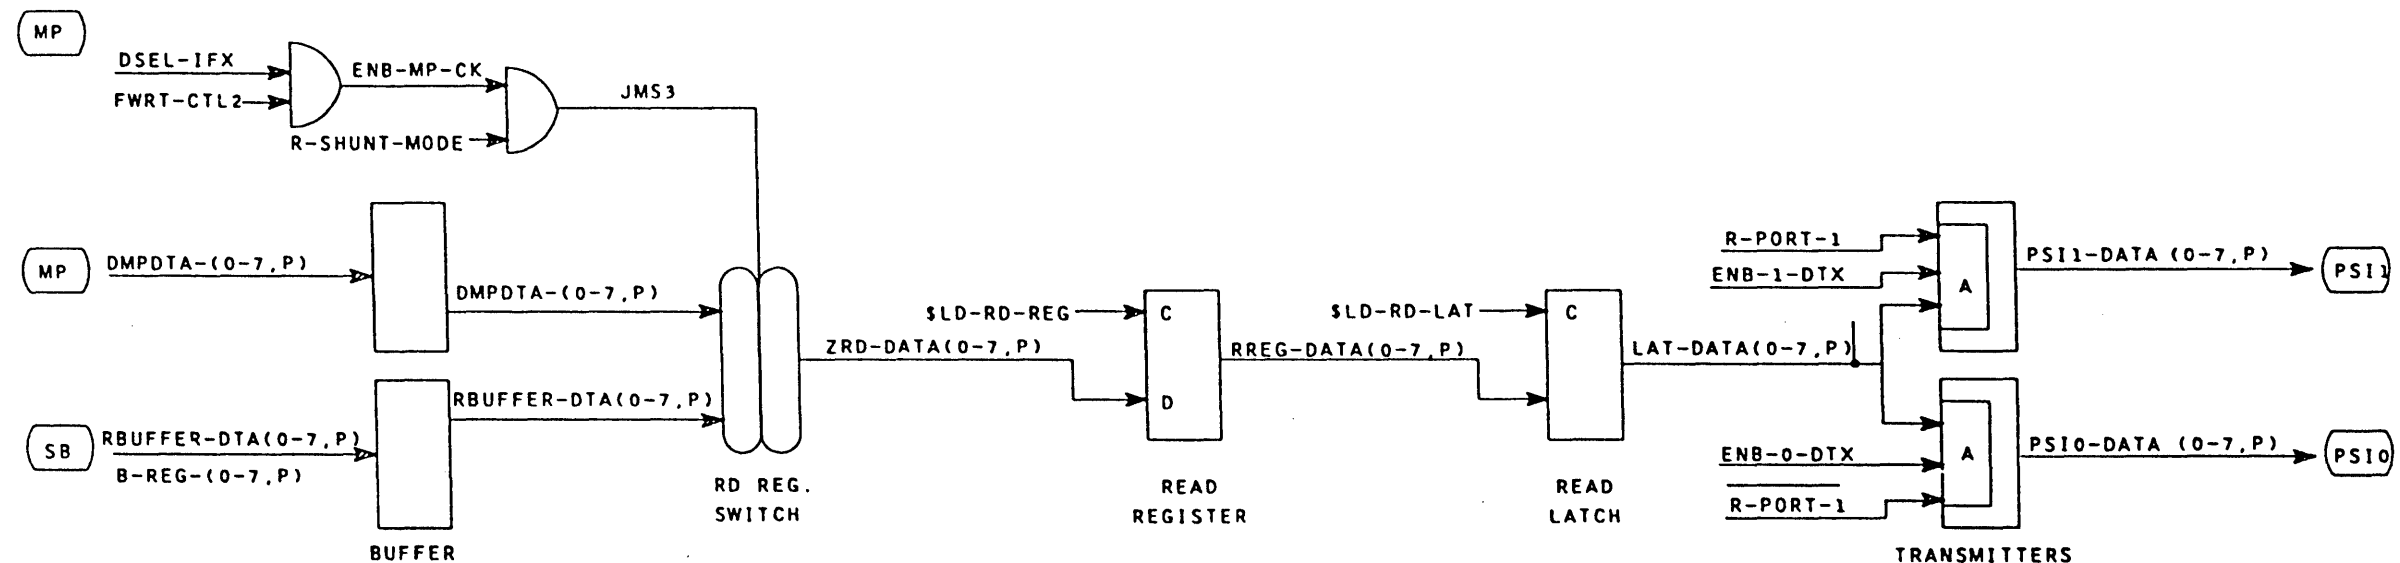 MP
DSEL-IFX
ENB-MP-CK
FWRT-CTL2
JMS3
R-SHUNT-MODE
MP
DMPDTA-(0-7,P)
DMPDTA-(0-7,P)
SB
RBUFFER-DTA(0-7,P)
B-REG-(0-7,P)
RBUFFER-DTA(0-7,P)
BUFFER
RD REG.
SWITCH
ZRD-DATA(0-7,P)
$LD-RD-REG
C
D
READ
REGISTER
RREG-DATA(0-7,P)
$LD-RD-LAT
C
READ
LATCH
LAT-DATA(0-7,P)
R-PORT-1
ENB-1-DTX
A
PSI1-DATA (0-7,P)
PSI1
ENB-0-DTX
R-PORT-1
A
PSI0-DATA (0-7,P)
PSI0
TRANSMITTERS